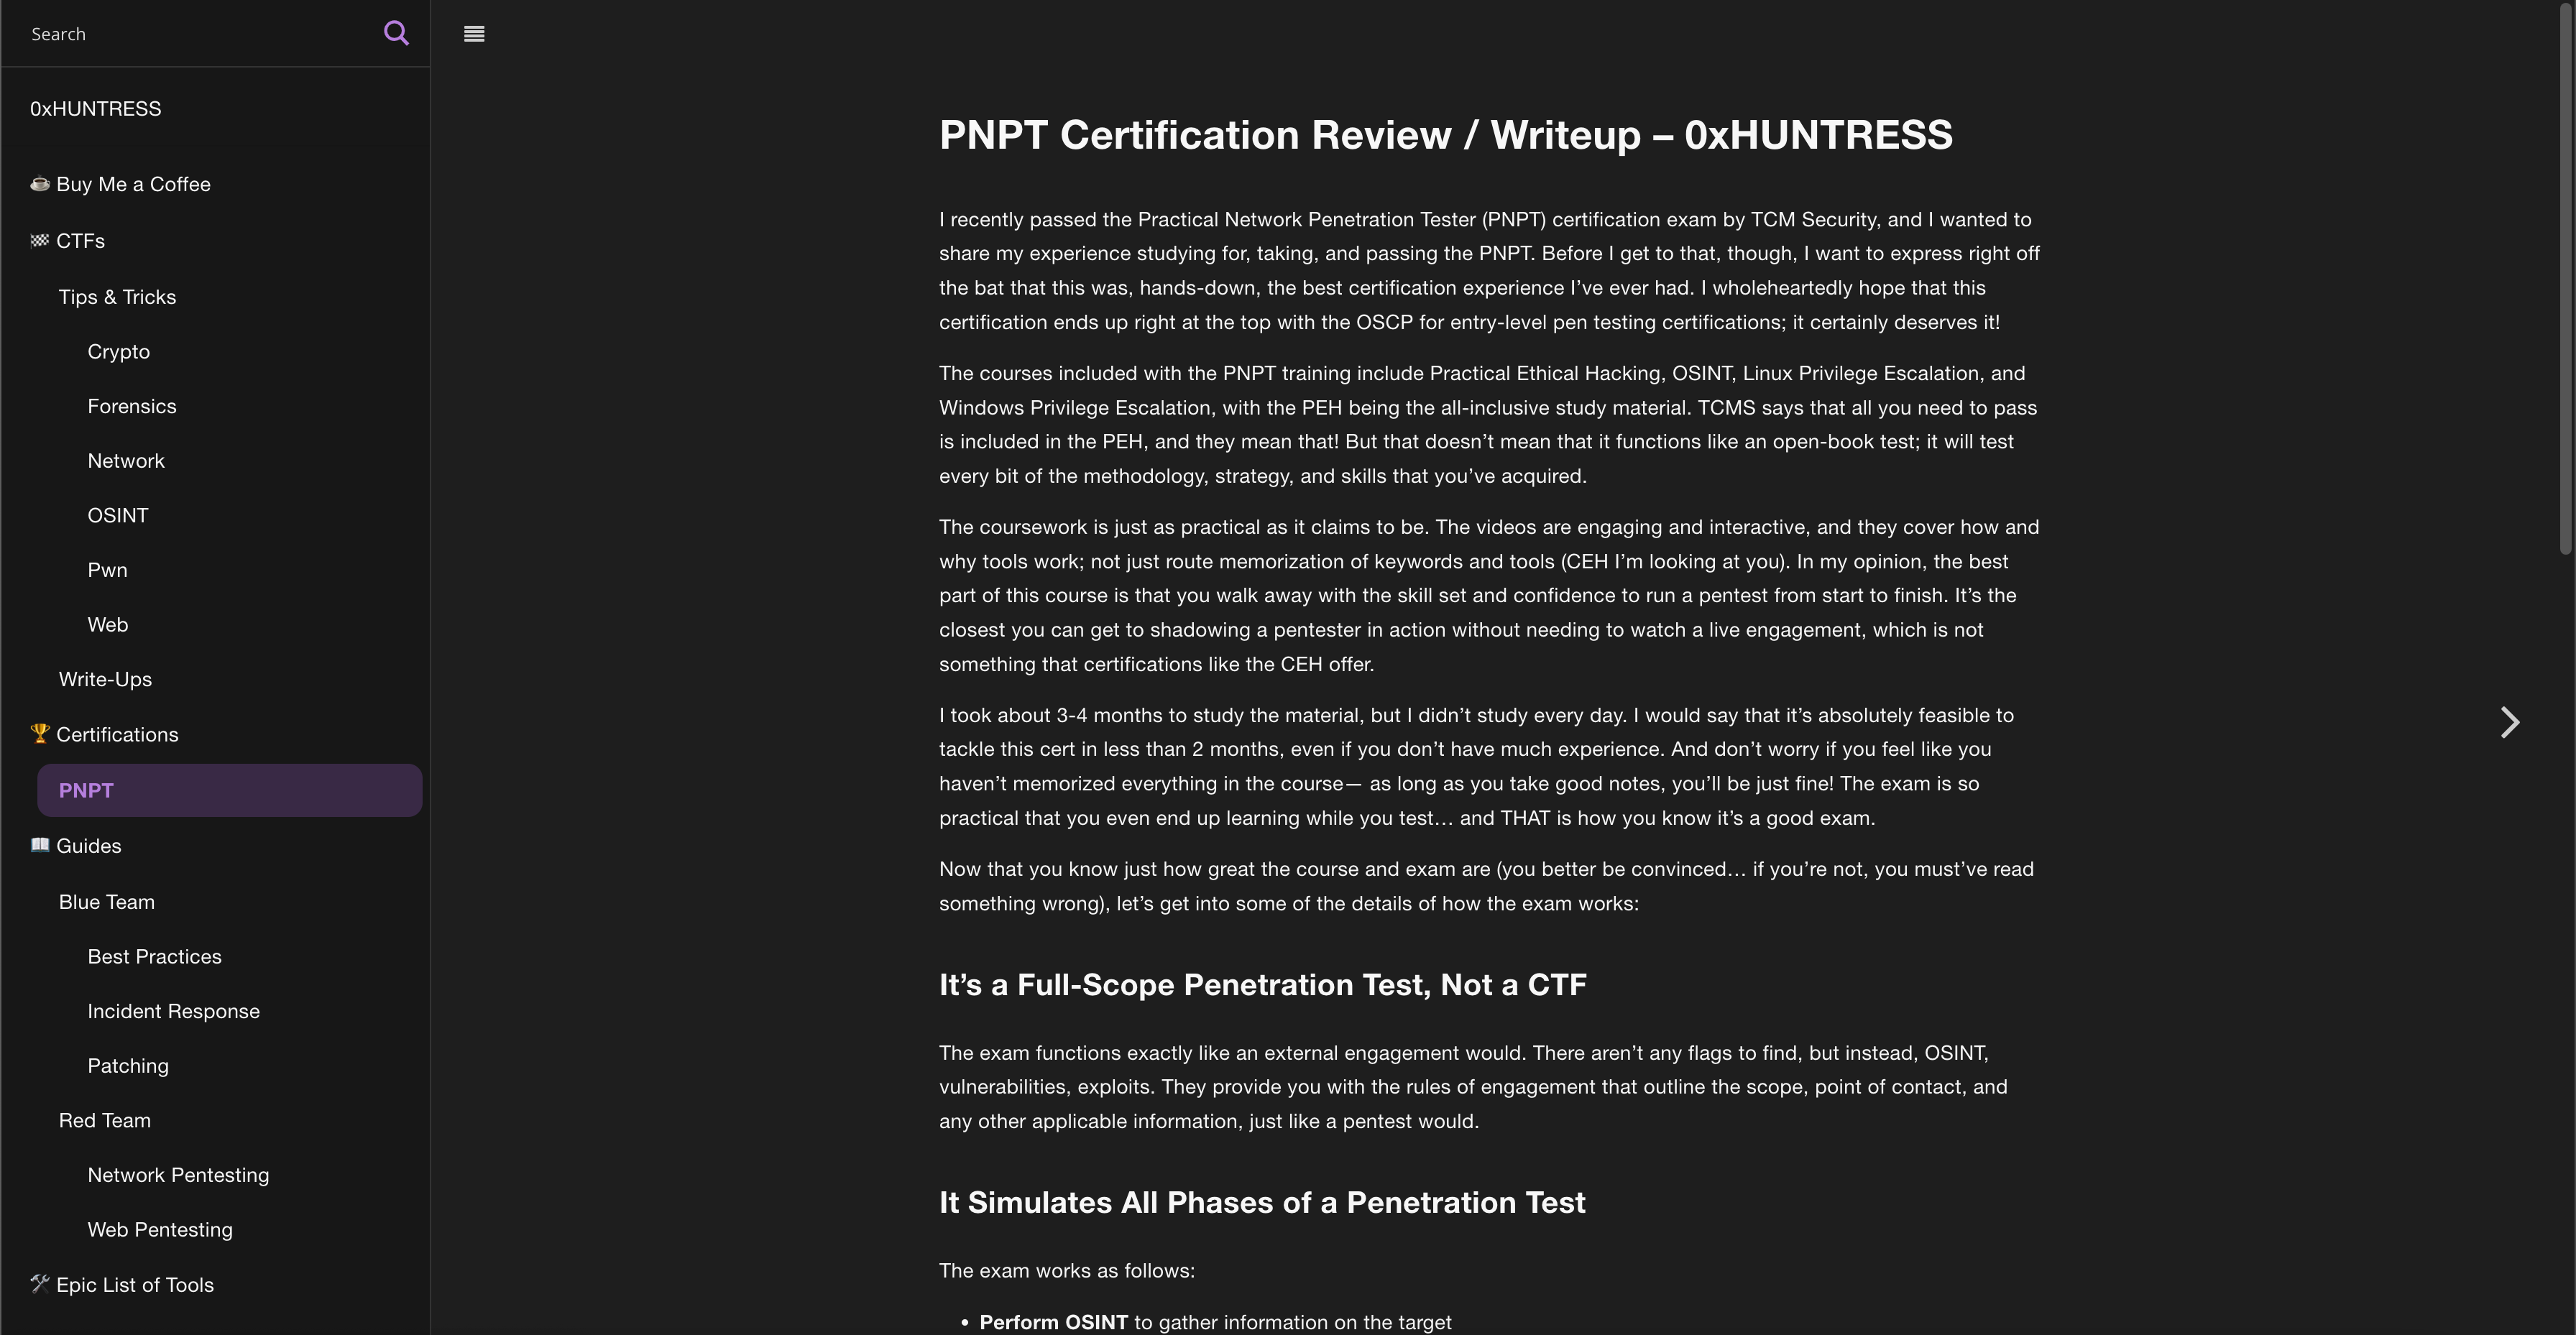 Search
0xHUNTRESS
Buy Me a Coffee
CTFs
Tips & Tricks
Crypto
Forensics
Network
OSINT
Pwn
Web
Write-Ups
Certifications
PNPT
Guides
Blue Team
Best Practices
Incident Response
Patching
Red Team
Network Pentesting
Web Pentesting
Epic List of Tools
PNPT Certification Review / Writeup – 0xHUNTRESS
I recently passed the Practical Network Penetration Tester (PNPT) certification exam by TCM Security, and I wanted to
share my experience studying for, taking, and passing the PNPT. Before I get to that, though, I want to express right off
the bat that this was, hands-down, the best certification experience I’ve ever had. I wholeheartedly hope that this
certification ends up right at the top with the OSCP for entry-level pen testing certifications; it certainly deserves it!
The courses included with the PNPT training include Practical Ethical Hacking, OSINT, Linux Privilege Escalation, and
Windows Privilege Escalation, with the PEH being the all-inclusive study material. TCMS says that all you need to pass
is included in the PEH, and they mean that! But that doesn’t mean that it functions like an open-book test; it will test
every bit of the methodology, strategy, and skills that you’ve acquired.
The coursework is just as practical as it claims to be. The videos are engaging and interactive, and they cover how and
why tools work; not just route memorization of keywords and tools (CEH I’m looking at you). In my opinion, the best
part of this course is that you walk away with the skill set and confidence to run a pentest from start to finish. It’s the
closest you can get to shadowing a pentester in action without needing to watch a live engagement, which is not
something that certifications like the CEH offer.
I took about 3-4 months to study the material, but I didn’t study every day. I would say that it’s absolutely feasible to
tackle this cert in less than 2 months, even if you don’t have much experience. And don’t worry if you feel like you
haven’t memorized everything in the course— as long as you take good notes, you’ll be just fine! The exam is so
practical that you even end up learning while you test… and THAT is how you know it’s a good exam.
Now that you know just how great the course and exam are (you better be convinced… if you’re not, you must’ve read
something wrong), let’s get into some of the details of how the exam works:
It’s a Full-Scope Penetration Test, Not a CTF
The exam functions exactly like an external engagement would. There aren’t any flags to find, but instead, OSINT,
vulnerabilities, exploits. They provide you with the rules of engagement that outline the scope, point of contact, and
any other applicable information, just like a pentest would.
It Simulates All Phases of a Penetration Test
The exam works as follows:
• Perform OSINT to gather information on the target